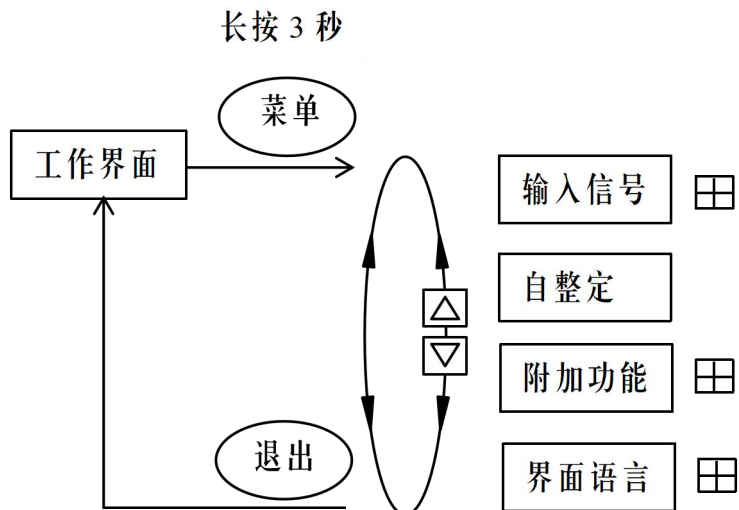 长按 3 秒
菜单
工作界面
输入信号
自整定
附加功能
退出
界面语言